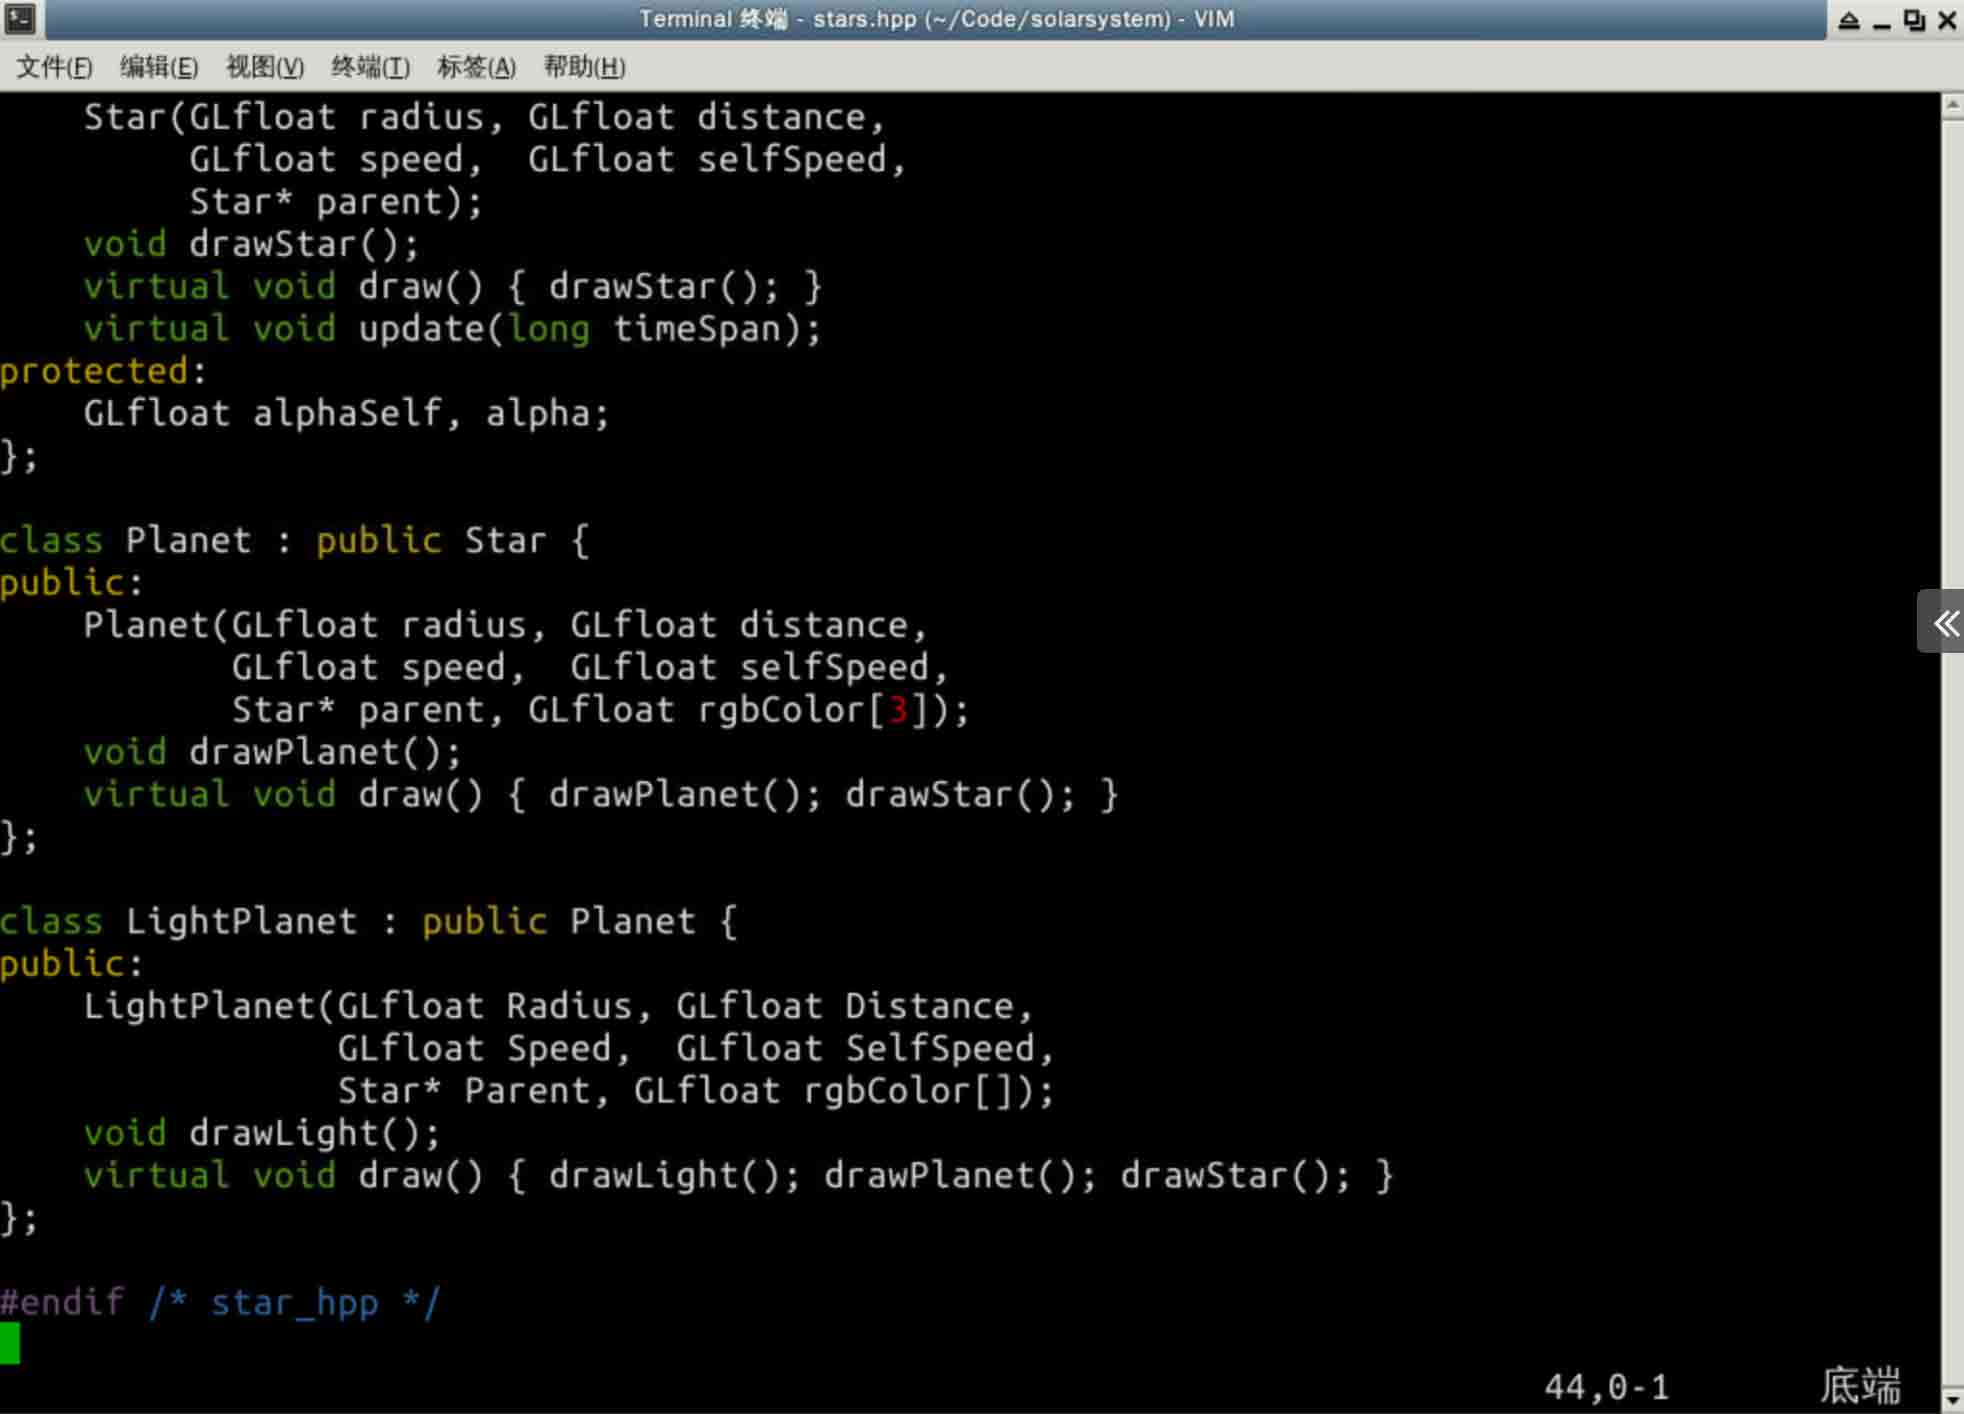 Terminal 终端 - stars.hpp (~/Code/solarsystem) - VIM
文件(F) 编辑(E) 视图(V) 终端(T) 标签(A) 帮助(H)
    Star(GLfloat radius, GLfloat distance,
         GLfloat speed,  GLfloat selfSpeed,
         Star* parent);
    void drawStar();
    virtual void draw() { drawStar(); }
    virtual void update(long timeSpan);
protected:
    GLfloat alphaSelf, alpha;
};

class Planet : public Star {
public:
    Planet(GLfloat radius, GLfloat distance,
           GLfloat speed,  GLfloat selfSpeed,
           Star* parent, GLfloat rgbColor[3]);
    void drawPlanet();
    virtual void draw() { drawPlanet(); drawStar(); }
};

class LightPlanet : public Planet {
public:
    LightPlanet(GLfloat Radius, GLfloat Distance,
                GLfloat Speed,  GLfloat SelfSpeed,
                Star* Parent, GLfloat rgbColor[]);
    void drawLight();
    virtual void draw() { drawLight(); drawPlanet(); drawStar(); }
};

#endif /* star_hpp */
44,0-1 底端